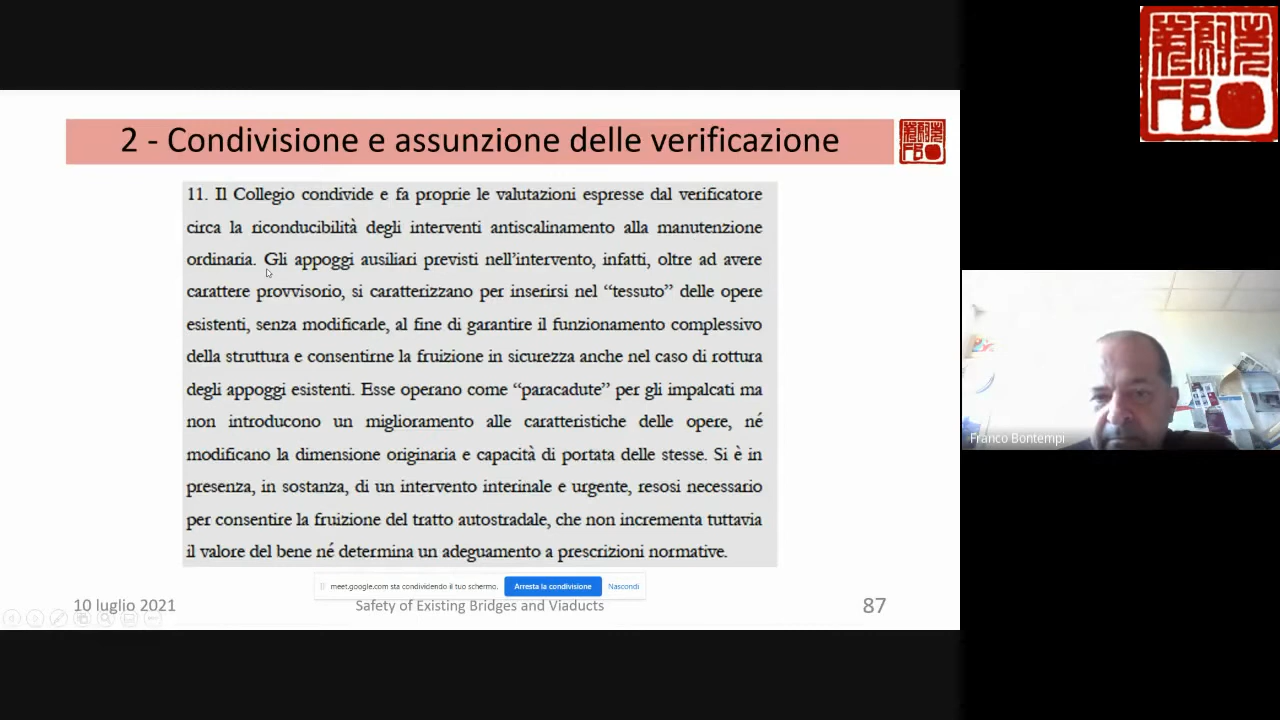 2 - Condivisione e assunzione delle verificazione
11. Il Collegio condivide e fa proprie le valutazioni espresse dal verificatore
circa la riconducibilità degli interventi antiscalinamento alla manutenzione
ordinaria. Gli appoggi ausiliari previsti nell'intervento, infatti, oltre ad avere
carattere provvisorio, si caratterizzano per inserirsi nel “tessuto” delle opere
esistenti, senza modificarle, al fine di garantire il funzionamento complessivo
della struttura e consentirne la fruizione in sicurezza anche nel caso di rottura
degli appoggi esistenti. Esse operano come “paracadute” per gli impalcati ma
non introducono un miglioramento alle caratteristiche delle opere, né
modificano la dimensione originaria e capacità di portata delle stesse. Si è in
presenza, in sostanza, di un intervento interinale e urgente, resosi necessario
per consentire la fruizione del tratto autostradale, che non incrementa tuttavia
il valore del bene né determina un adeguamento a prescrizioni normative.
meet.google.com sta condividendo il tuo schermo. Arresta la condivisione Nascondi
10 luglio 2021 Safety of Existing Bridges and Viaducts 87
Franco Bontempi